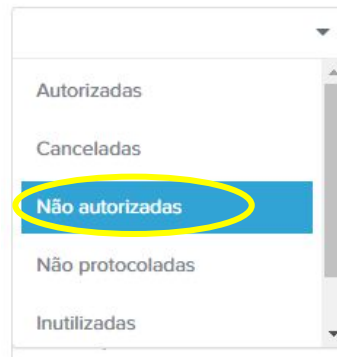 Autorizadas
Canceladas
Não autorizadas
Não protocoladas
Inutilizadas